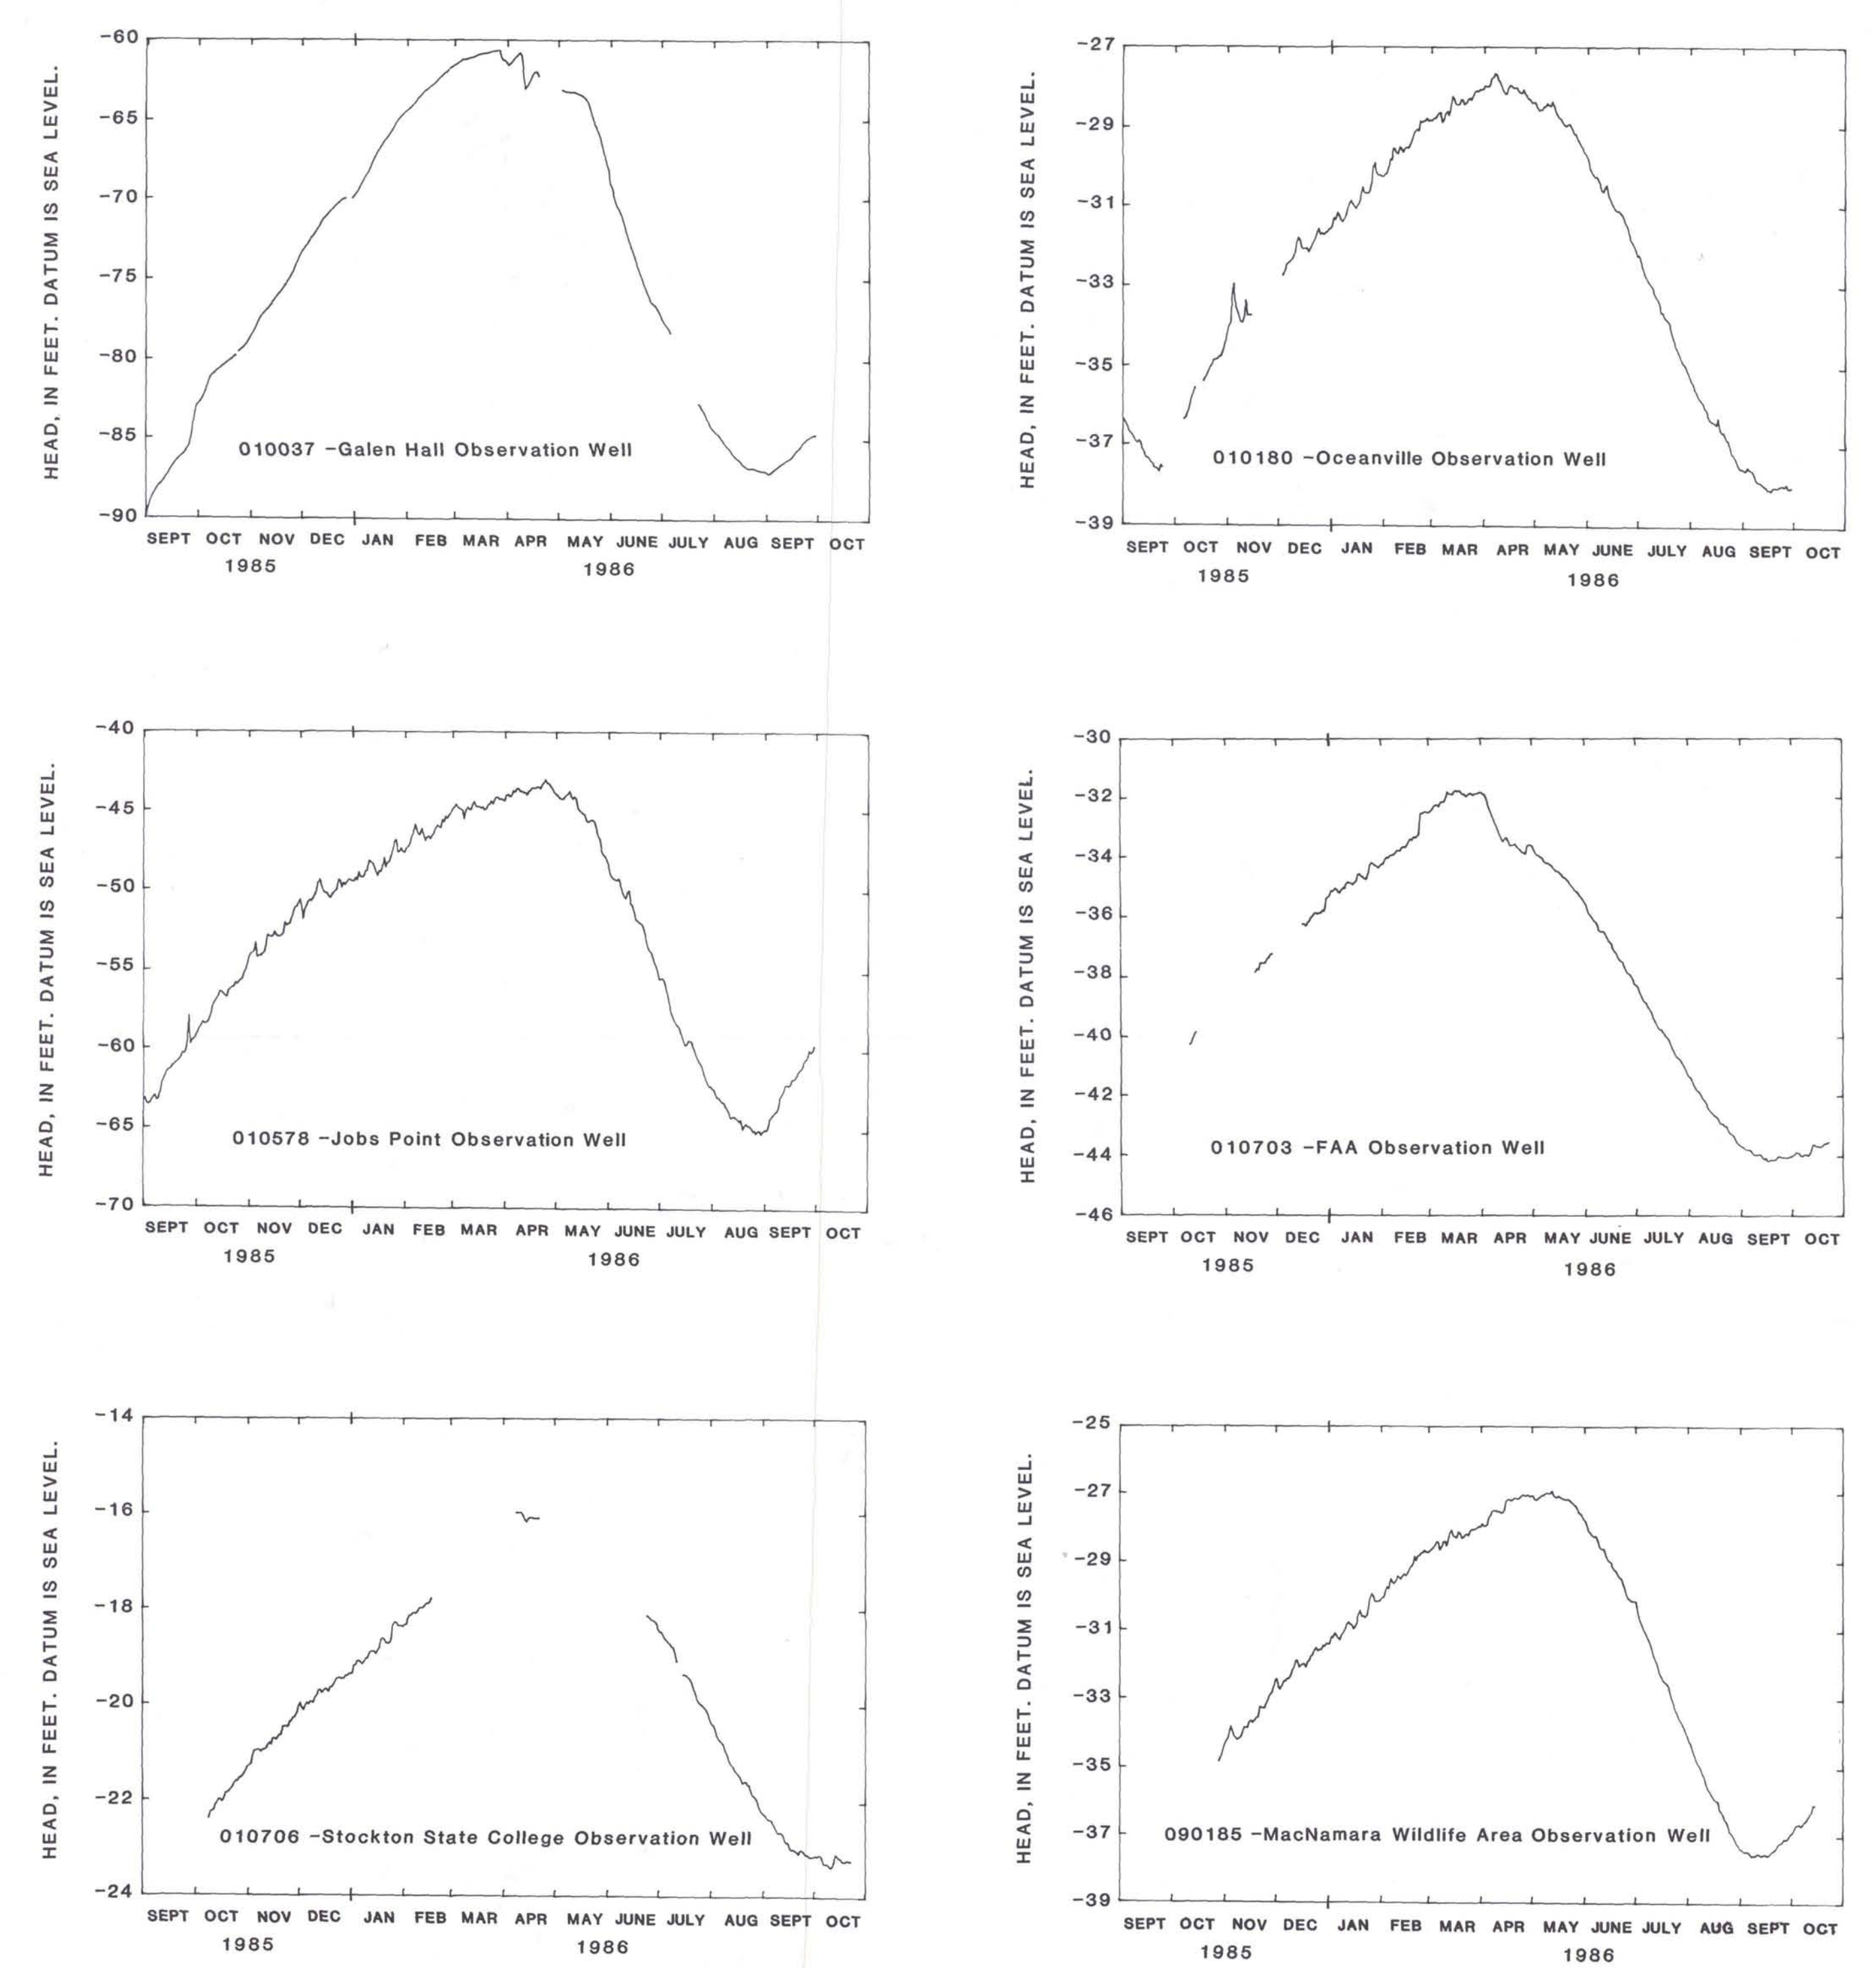 HEAD, IN FEET. DATUM IS SEA LEVEL.
-60
-65
-70
-75
-80
-85
-90
010037 -Galen Hall Observation Well
SEPT OCT NOV DEC JAN FEB MAR APR MAY JUNE JULY AUG SEPT OCT
1985 1986
HEAD, IN FEET. DATUM IS SEA LEVEL.
-27
-29
-31
-33
-35
-37
-39
010180 -Oceanville Observation Well
SEPT OCT NOV DEC JAN FEB MAR APR MAY JUNE JULY AUG SEPT OCT
1985 1986
HEAD, IN FEET. DATUM IS SEA LEVEL.
-40
-45
-50
-55
-60
-65
-70
010578 -Jobs Point Observation Well
SEPT OCT NOV DEC JAN FEB MAR APR MAY JUNE JULY AUG SEPT OCT
1985 1986
HEAD, IN FEET. DATUM IS SEA LEVEL.
-30
-32
-34
-36
-38
-40
-42
-44
-46
010703 -FAA Observation Well
SEPT OCT NOV DEC JAN FEB MAR APR MAY JUNE JULY AUG SEPT OCT
1985 1986
HEAD, IN FEET. DATUM IS SEA LEVEL.
-14
-16
-18
-20
-22
-24
010706 -Stockton State College Observation Well
SEPT OCT NOV DEC JAN FEB MAR APR MAY JUNE JULY AUG SEPT OCT
1985 1986
HEAD, IN FEET. DATUM IS SEA LEVEL.
-25
-27
-29
-31
-33
-35
-37
-39
090185 -MacNamara Wildlife Area Observation Well
SEPT OCT NOV DEC JAN FEB MAR APR MAY JUNE JULY AUG SEPT OCT
1985 1986